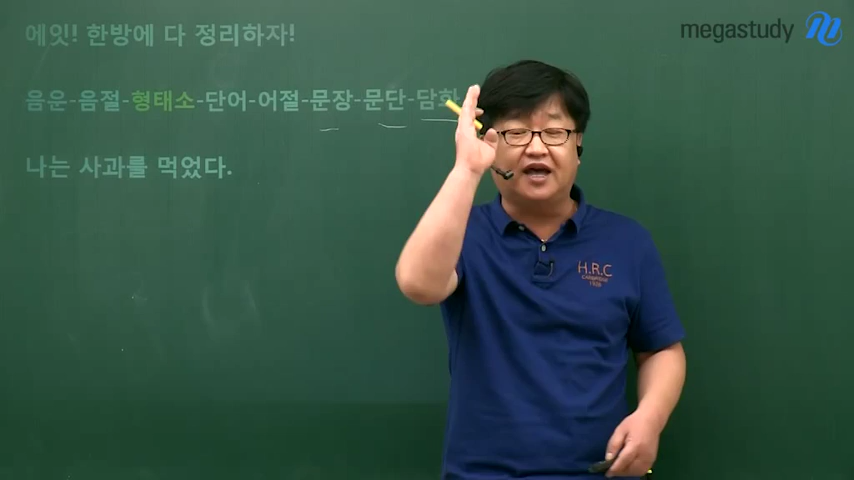 에잇! 한방에 다 정리하자!
megastudy
음운-음절-형태소-단어-어절-문장-문단-담화
나는 사과를 먹었다.
H.R.C